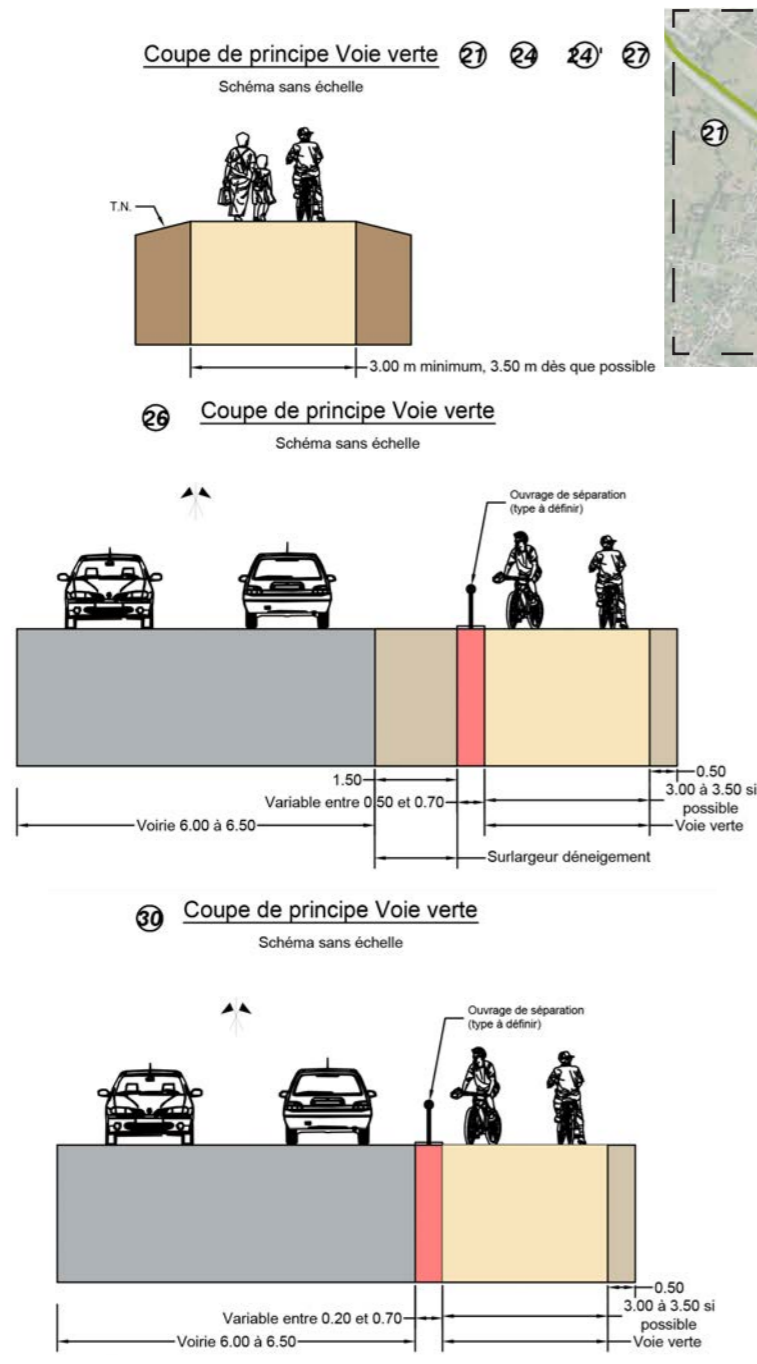 Coupe de principe Voie verte 21 24 24' 27
Schéma sans échelle
21
T.N.
3.00 m minimum, 3.50 m dès que possible
26 Coupe de principe Voie verte
Schéma sans échelle
Ouvrage de séparation
(type à définir)
1.50
0.50
Variable entre 0.50 et 0.70
3.00 à 3.50 si
possible
Voirie 6.00 à 6.50
Voie verte
Surlargeur déneigement
30 Coupe de principe Voie verte
Schéma sans échelle
Ouvrage de séparation
(type à définir)
0.50
Variable entre 0.20 et 0.70
3.00 à 3.50 si
possible
Voirie 6.00 à 6.50
Voie verte